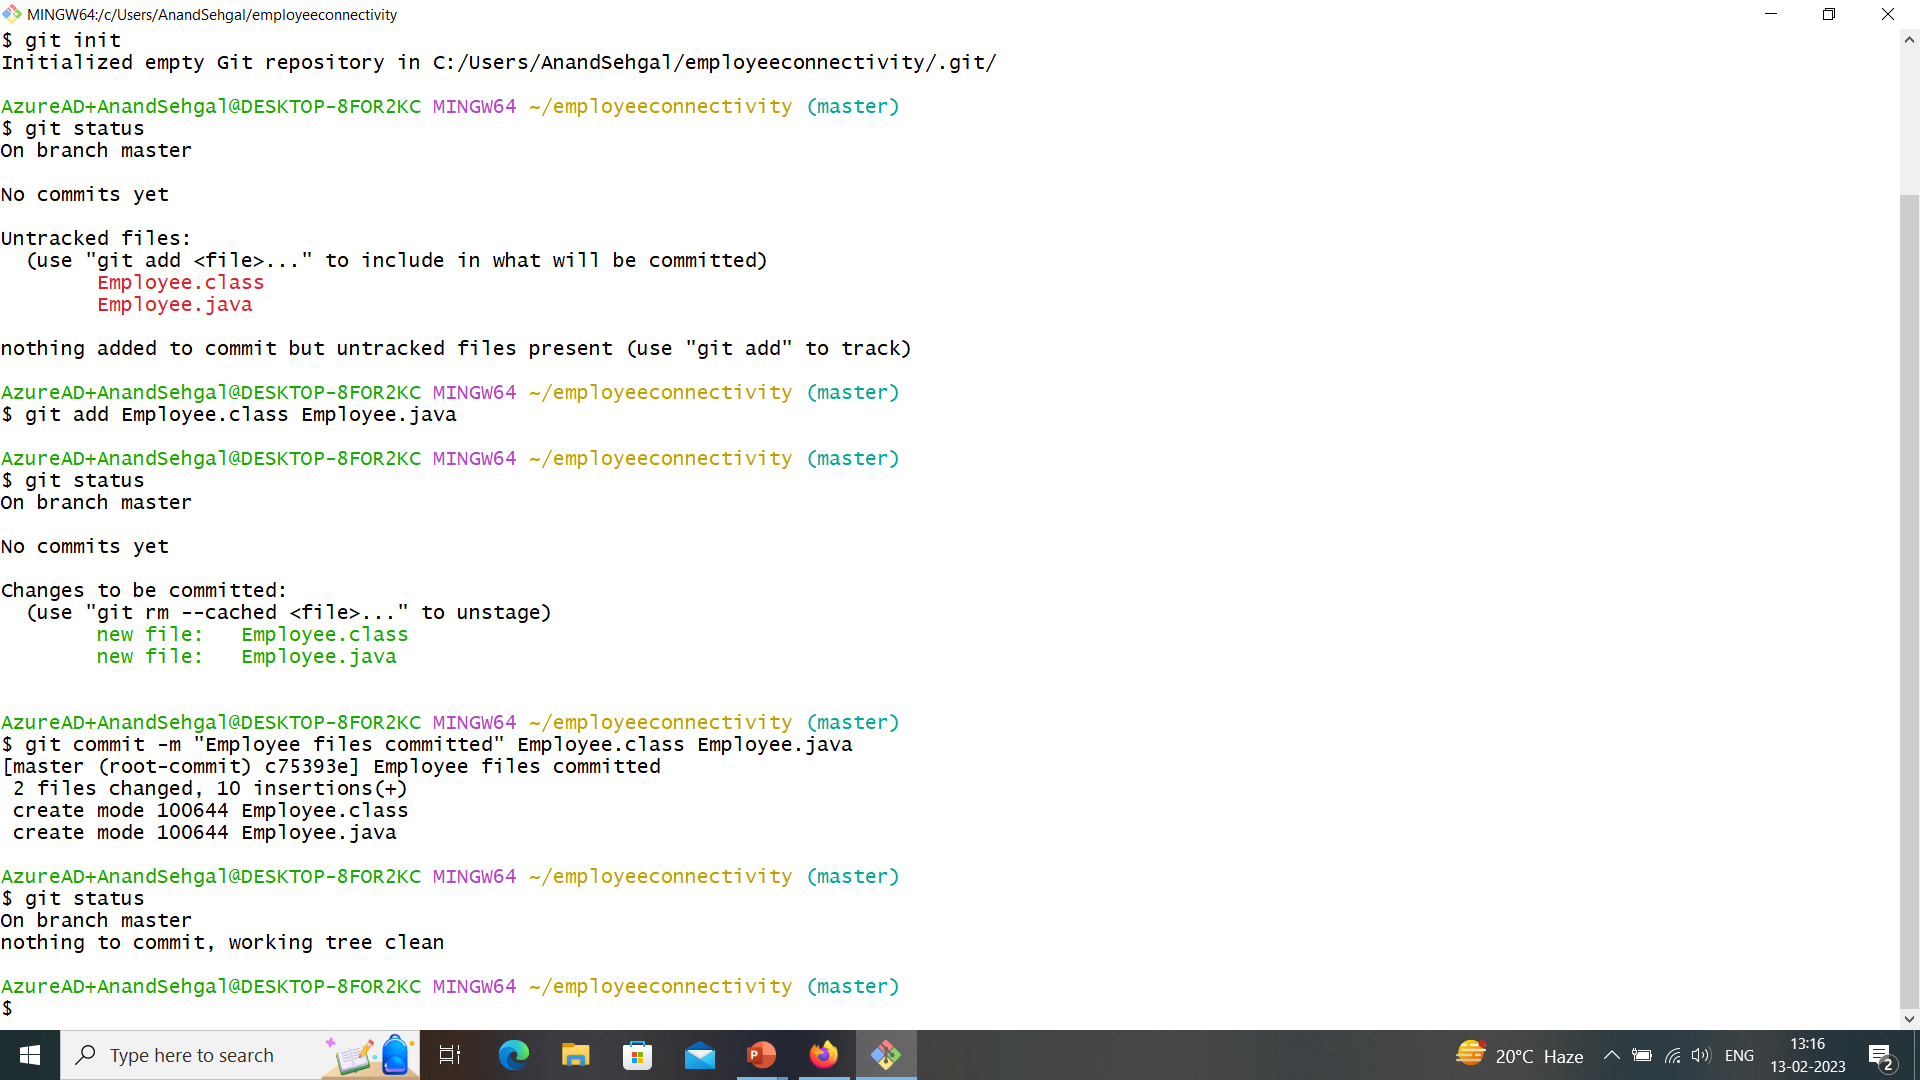 MINGW64:/c/Users/AnandSehgal/employeeconnectivity
$ git init
Initialized empty Git repository in C:/Users/AnandSehgal/employeeconnectivity/.git/

AzureAD+AnandSehgal@DESKTOP-8FOR2KC MINGW64 ~/employeeconnectivity (master)
$ git status
On branch master

No commits yet

Untracked files:
  (use "git add <file>..." to include in what will be committed)
        Employee.class
        Employee.java

nothing added to commit but untracked files present (use "git add" to track)

AzureAD+AnandSehgal@DESKTOP-8FOR2KC MINGW64 ~/employeeconnectivity (master)
$ git add Employee.class Employee.java

AzureAD+AnandSehgal@DESKTOP-8FOR2KC MINGW64 ~/employeeconnectivity (master)
$ git status
On branch master

No commits yet

Changes to be committed:
  (use "git rm --cached <file>..." to unstage)
        new file:   Employee.class
        new file:   Employee.java

AzureAD+AnandSehgal@DESKTOP-8FOR2KC MINGW64 ~/employeeconnectivity (master)
$ git commit -m "Employee files committed" Employee.class Employee.java
[master (root-commit) c75393e] Employee files committed
 2 files changed, 10 insertions(+)
 create mode 100644 Employee.class
 create mode 100644 Employee.java

AzureAD+AnandSehgal@DESKTOP-8FOR2KC MINGW64 ~/employeeconnectivity (master)
$ git status
On branch master
nothing to commit, working tree clean

AzureAD+AnandSehgal@DESKTOP-8FOR2KC MINGW64 ~/employeeconnectivity (master)
$
Type here to search
P
20°C Haze
ENG
13:16
13-02-2023
2